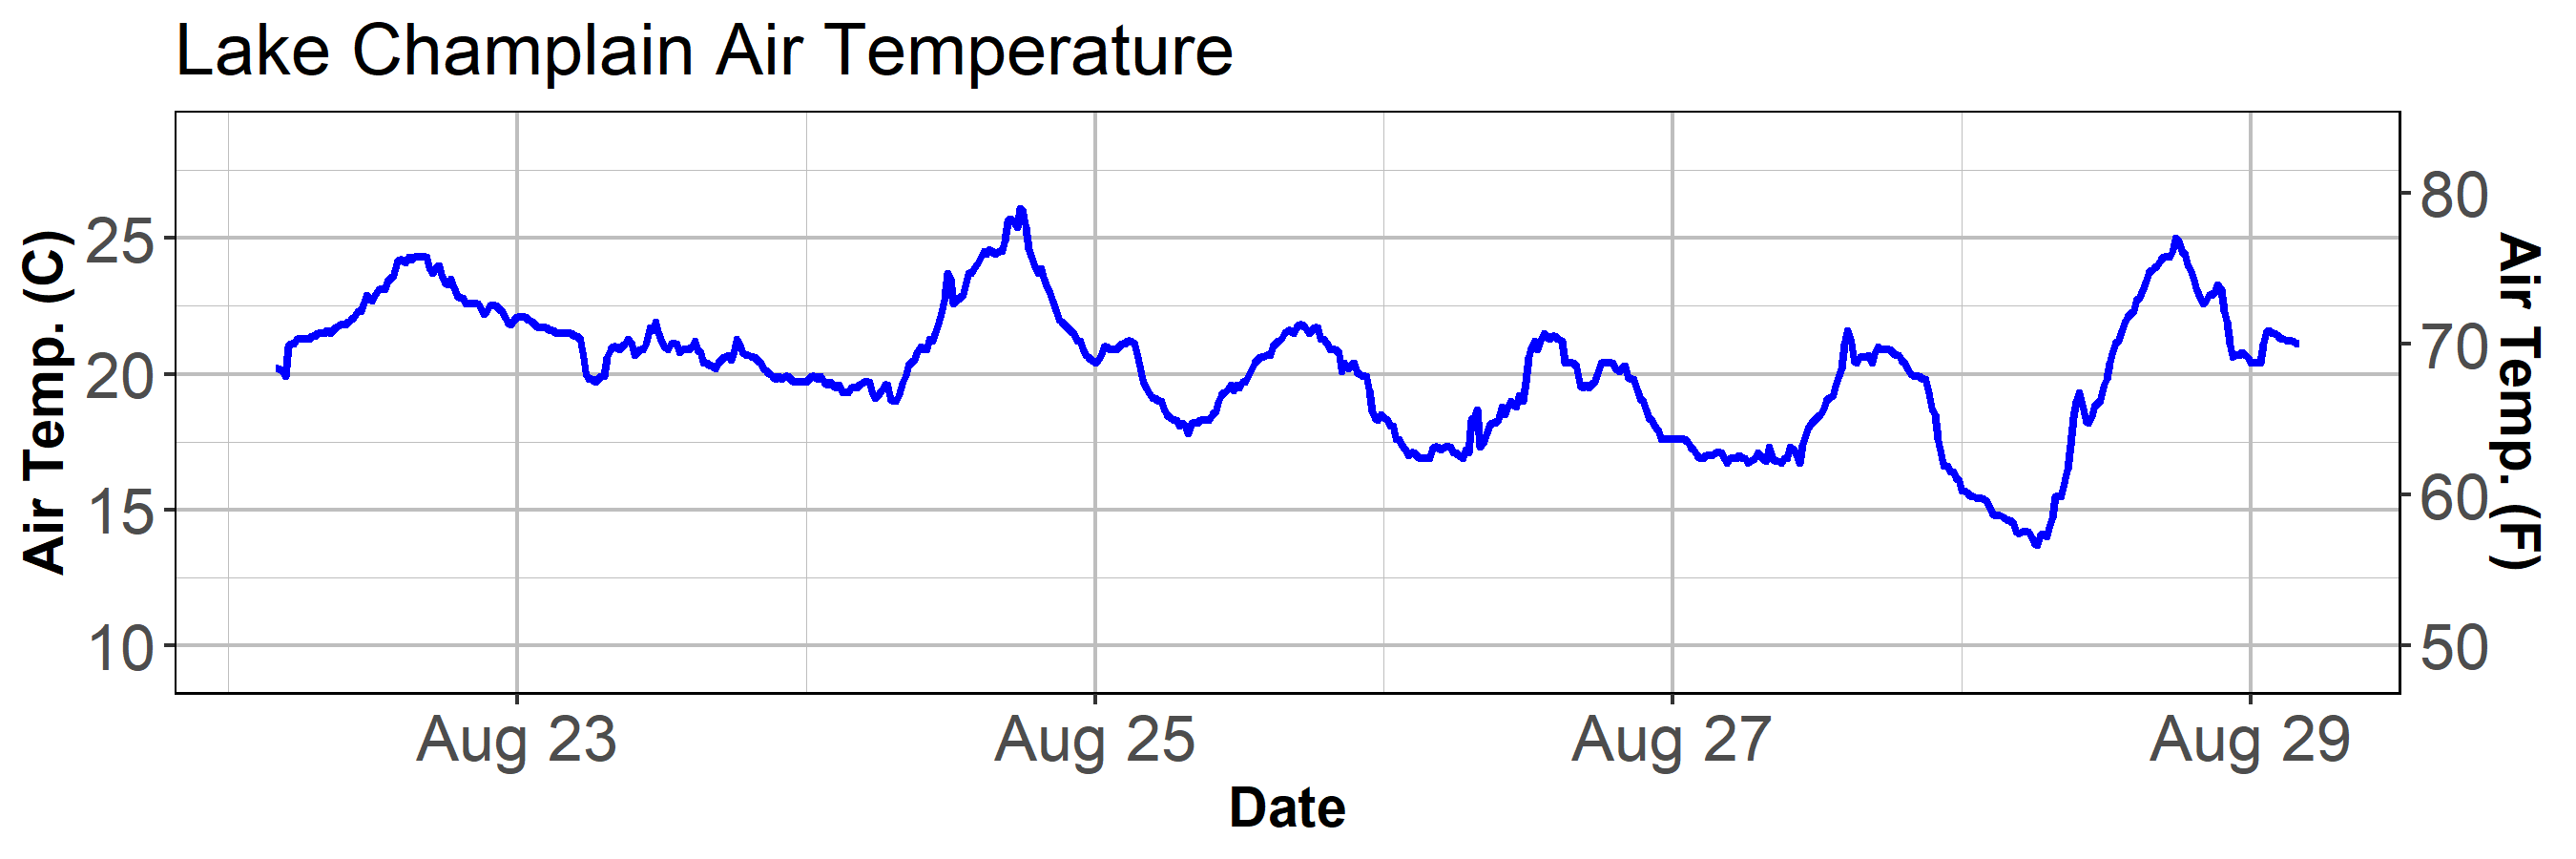 Lake Champlain Air Temperature
Air Temp. (C)
25
20
15
10
80
70
60
50
Air Temp. (F)
Aug 23
Aug 25
Aug 27
Aug 29
Date